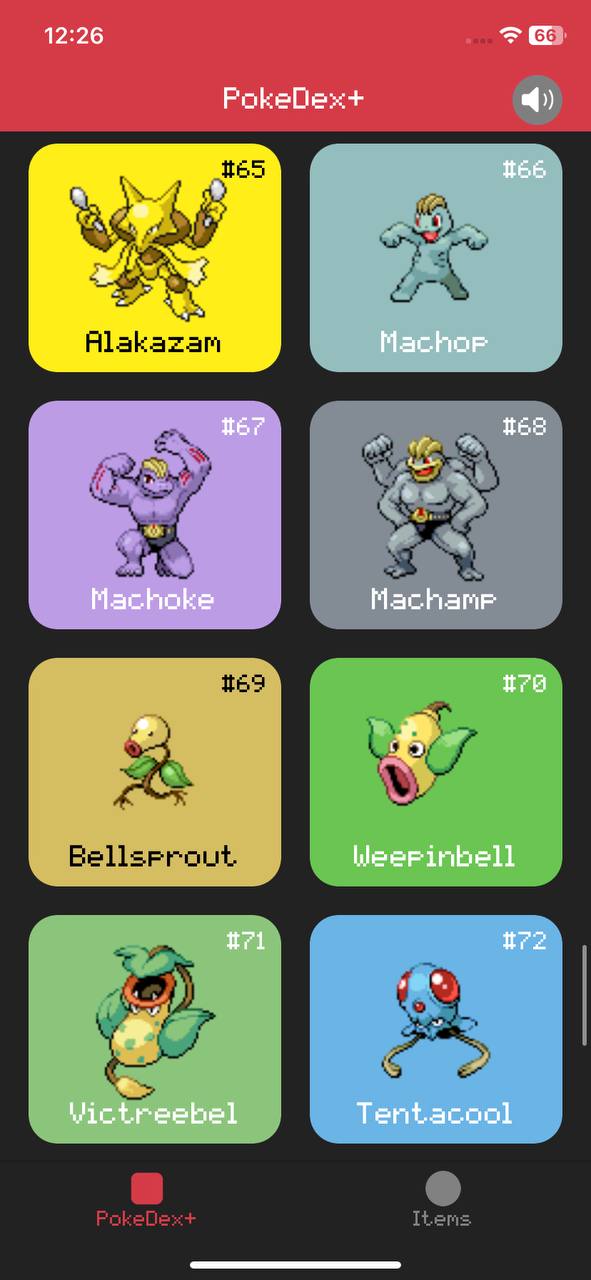 12:26
66
PokeDex+
#65
#66
Alakazam
Machop
#67
#68
Machoke
Machamp
#69
#70
Bellsprout
Weepinbell
#71
#72
Victreebel
Tentacool
PokeDex+
Items